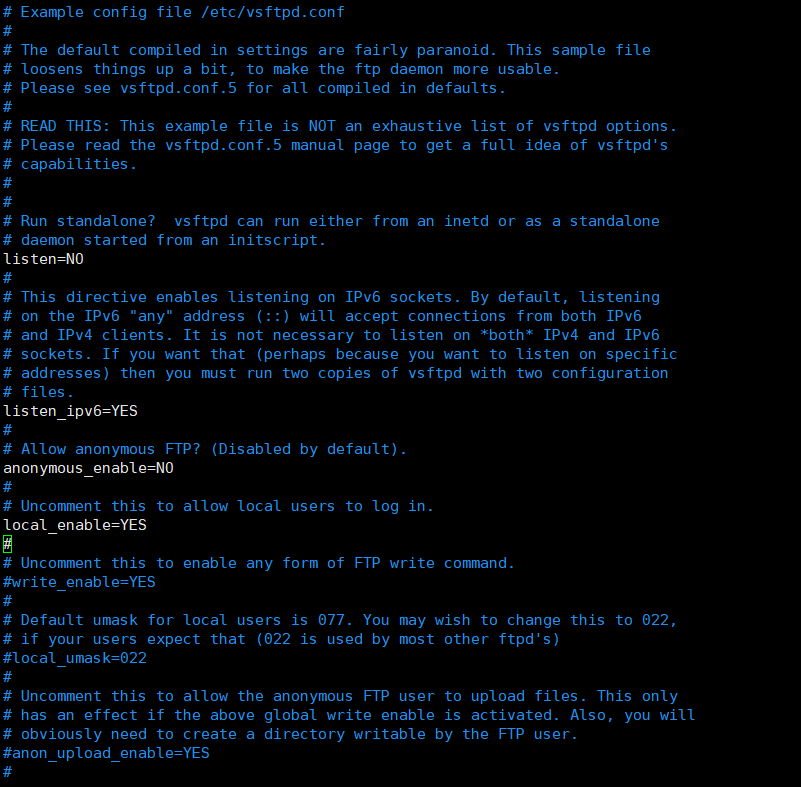 # Example config file /etc/vsftpd.conf
#
# The default compiled in settings are fairly paranoid. This sample file
# loosens things up a bit, to make the ftp daemon more usable.
# Please see vsftpd.conf.5 for all compiled in defaults.
#
# READ THIS: This example file is NOT an exhaustive list of vsftpd options.
# Please read the vsftpd.conf.5 manual page to get a full idea of vsftpd's
# capabilities.
#
#
# Run standalone?  vsftpd can run either from an inetd or as a standalone
# daemon started from an initscript.
listen=NO
#
# This directive enables listening on IPv6 sockets. By default, listening
# on the IPv6 "any" address (::) will accept connections from both IPv6
# and IPv4 clients. It is not necessary to listen on *both* IPv4 and IPv6
# sockets. If you want that (perhaps because you want to listen on specific
# addresses) then you must run two copies of vsftpd with two configuration
# files.
listen_ipv6=YES
#
# Allow anonymous FTP? (Disabled by default).
anonymous_enable=NO
#
# Uncomment this to allow local users to log in.
local_enable=YES
#
# Uncomment this to enable any form of FTP write command.
#write_enable=YES
#
# Default umask for local users is 077. You may wish to change this to 022,
# if your users expect that (022 is used by most other ftpd's)
#local_umask=022
#
# Uncomment this to allow the anonymous FTP user to upload files. This only
# has an effect if the above global write enable is activated. Also, you will
# obviously need to create a directory writable by the FTP user.
#anon_upload_enable=YES
#